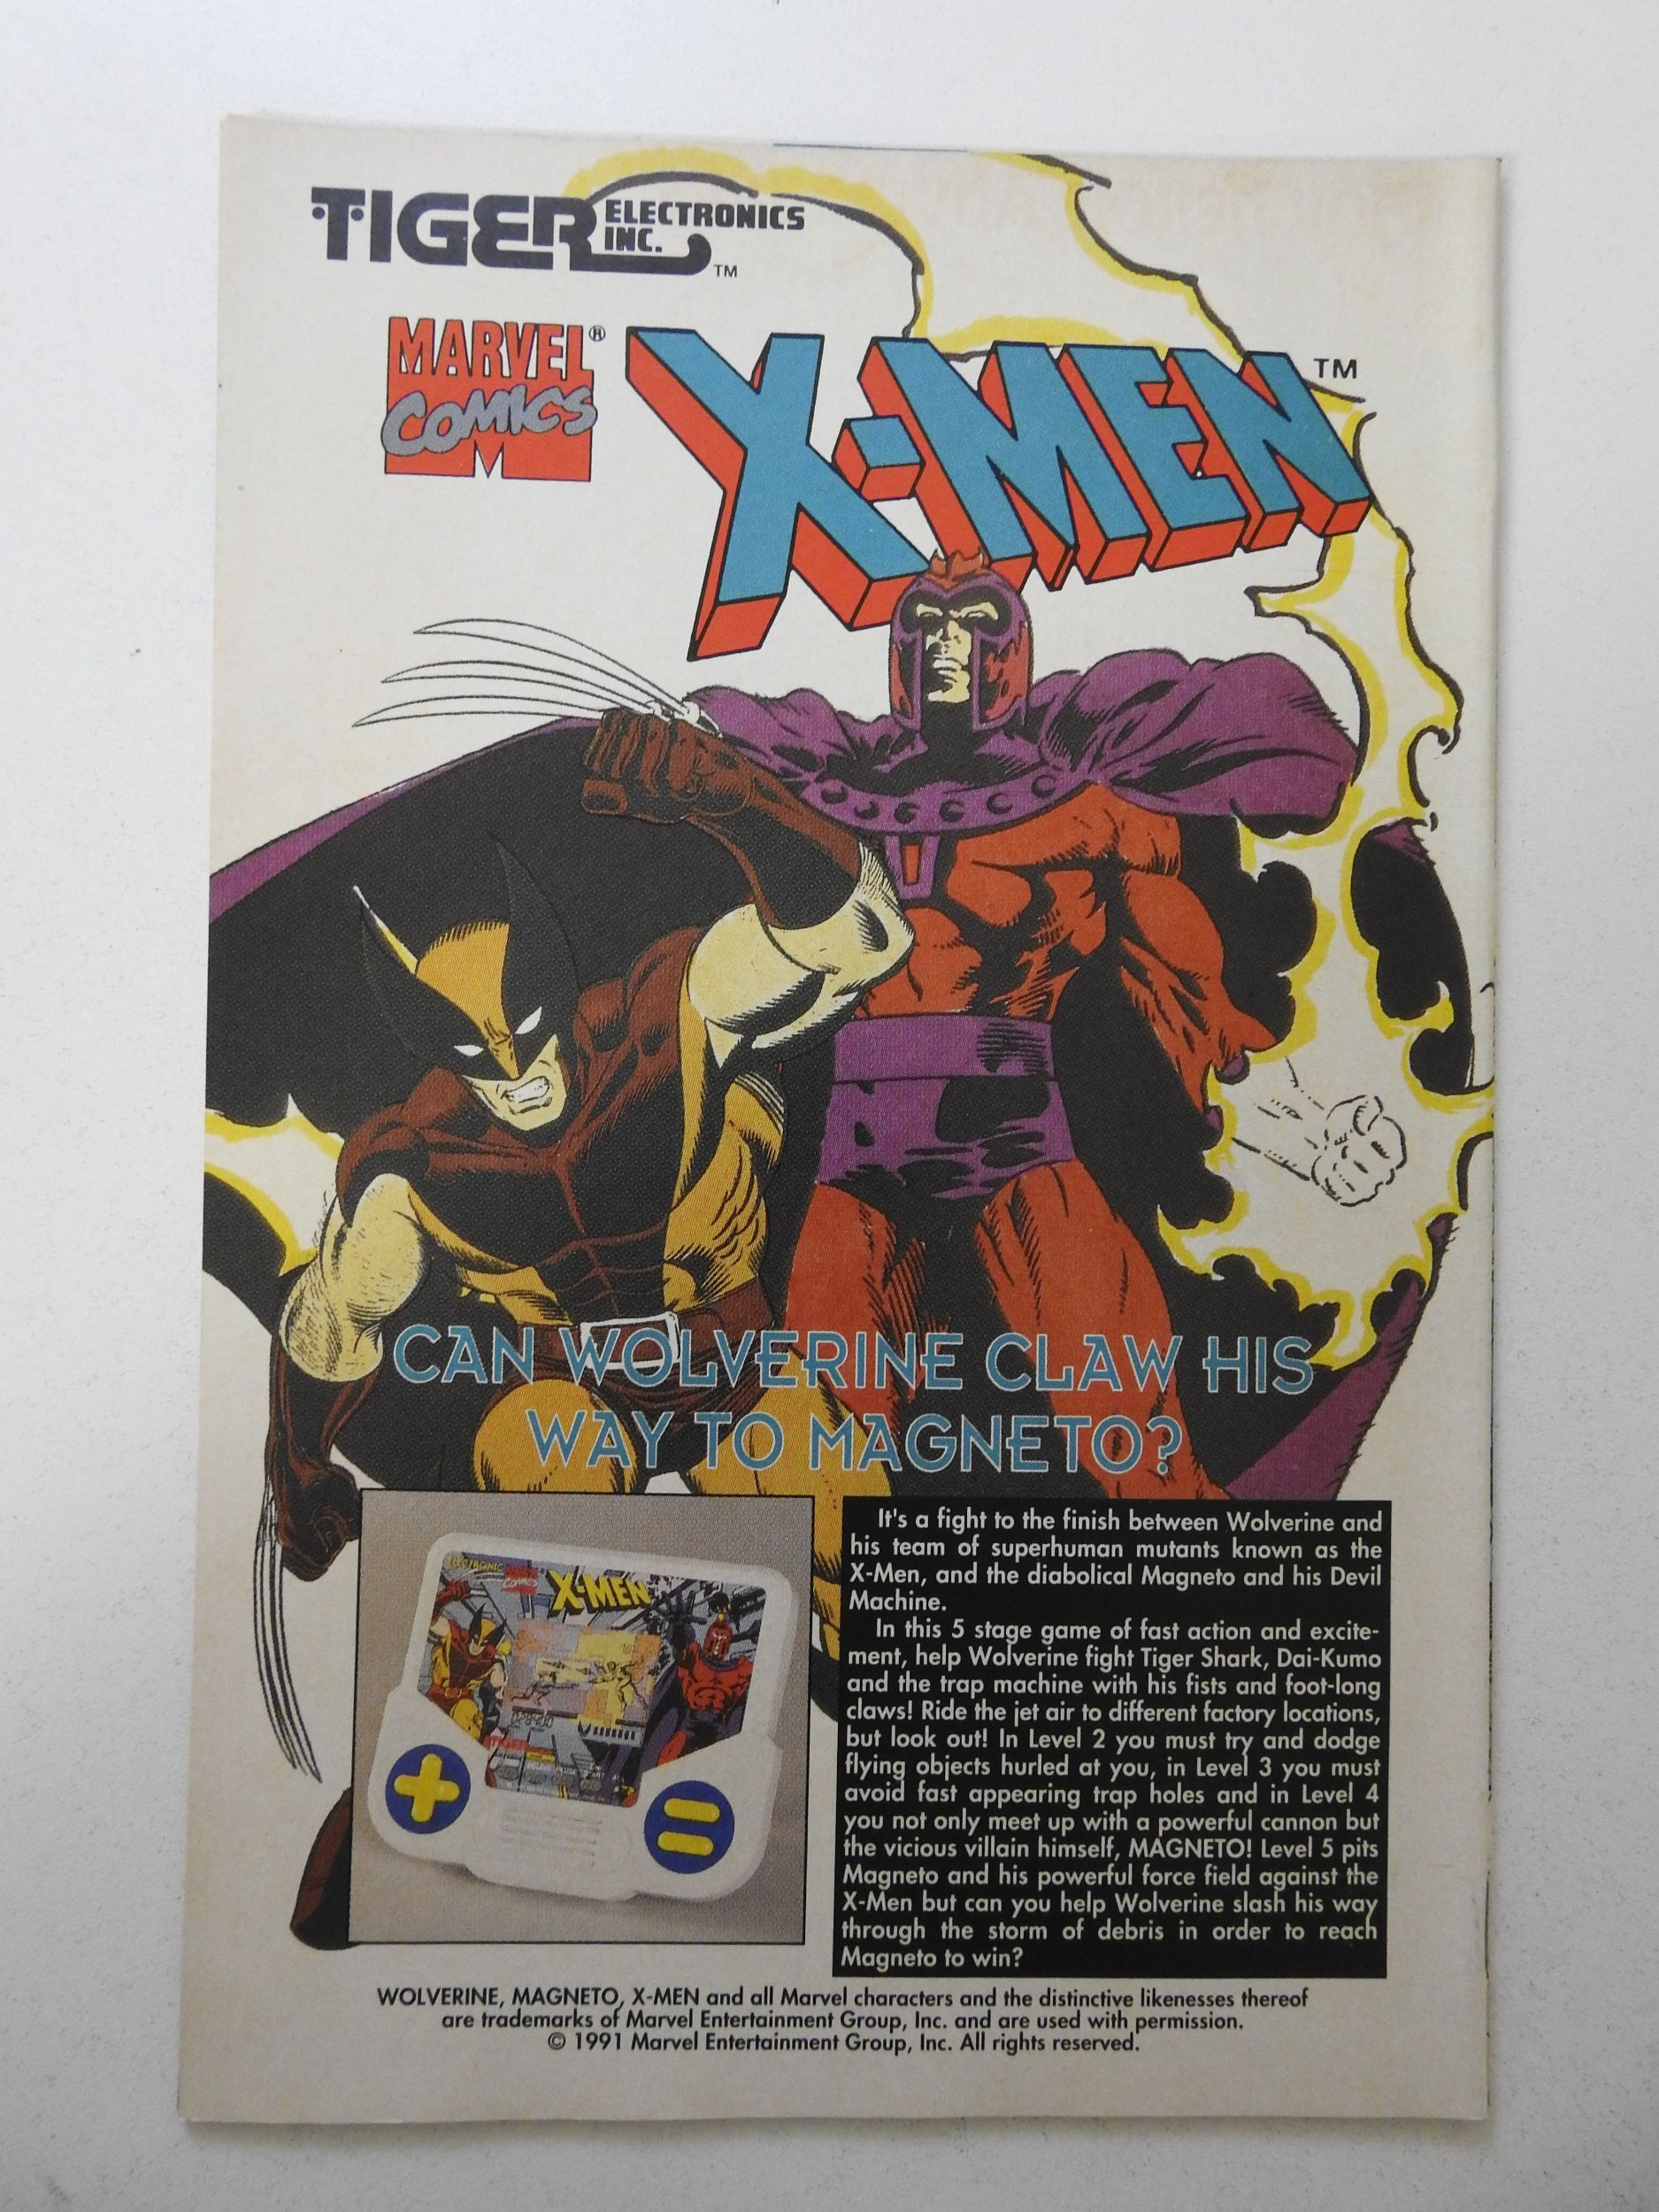 TIGER ELECTRONICS
INC.
TM
MARVEL®
COMICS
X-MEN TM
CAN WOLVERINE CLAW HIS
WAY TO MAGNETO?
ELECTRONIC
MARVEL
COMICS
X-MEN
TIGER
It's a fight to the finish between Wolverine and
his team of superhuman mutants known as the
X-Men, and the diabolical Magneto and his Devil
Machine.
In this 5 stage game of fast action and excite-
ment, help Wolverine fight Tiger Shark, Dai-Kumo
and the trap machine with his fists and foot-long
claws! Ride the jet air to different factory locations,
but look out! In Level 2 you must try and dodge
flying objects hurled at you, in Level 3 you must
avoid fast appearing trap holes and in Level 4
you not only meet up with a powerful cannon but
the vicious villain himself, MAGNETO! Level 5 pits
Magneto and his powerful force field against the
X-Men but can you help Wolverine slash his way
through the storm of debris in order to reach
Magneto to win?
WOLVERINE, MAGNETO, X-MEN and all Marvel characters and the distinctive likenesses thereof
are trademarks of Marvel Entertainment Group, Inc. and are used with permission.
© 1991 Marvel Entertainment Group, Inc. All rights reserved.